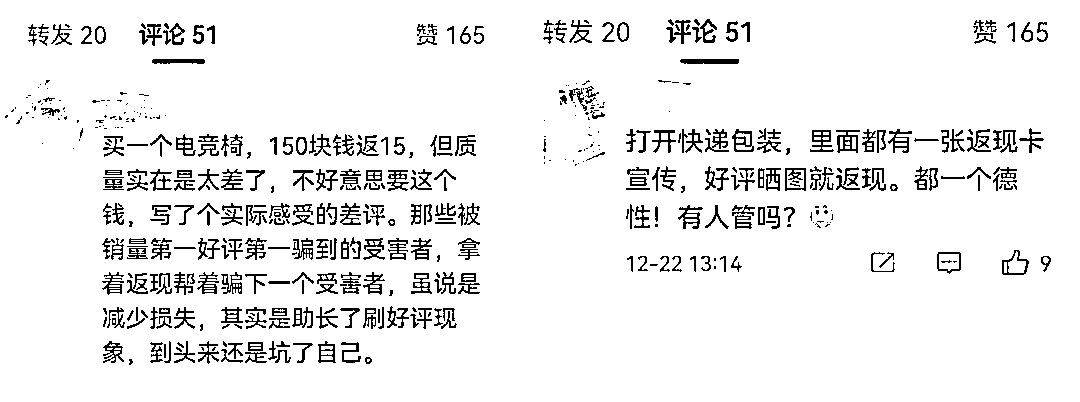 转发 20 评论 51 赞 165
买一个电竞椅，150块钱返15，但质
量实在是太差了，不好意思要这个
钱，写了个实际感受的差评。那些被
销量第一好评第一骗到的受害者，拿
着返现帮着骗下一个受害者，虽说是
减少损失，其实是助长了刷好评现
象，到头来还是坑了自己。
转发 20 评论 51 赞 165
打开快递包装，里面都有一张返现卡
宣传，好评晒图就返现。都一个德
性！有人管吗？
12-22 13:14 9